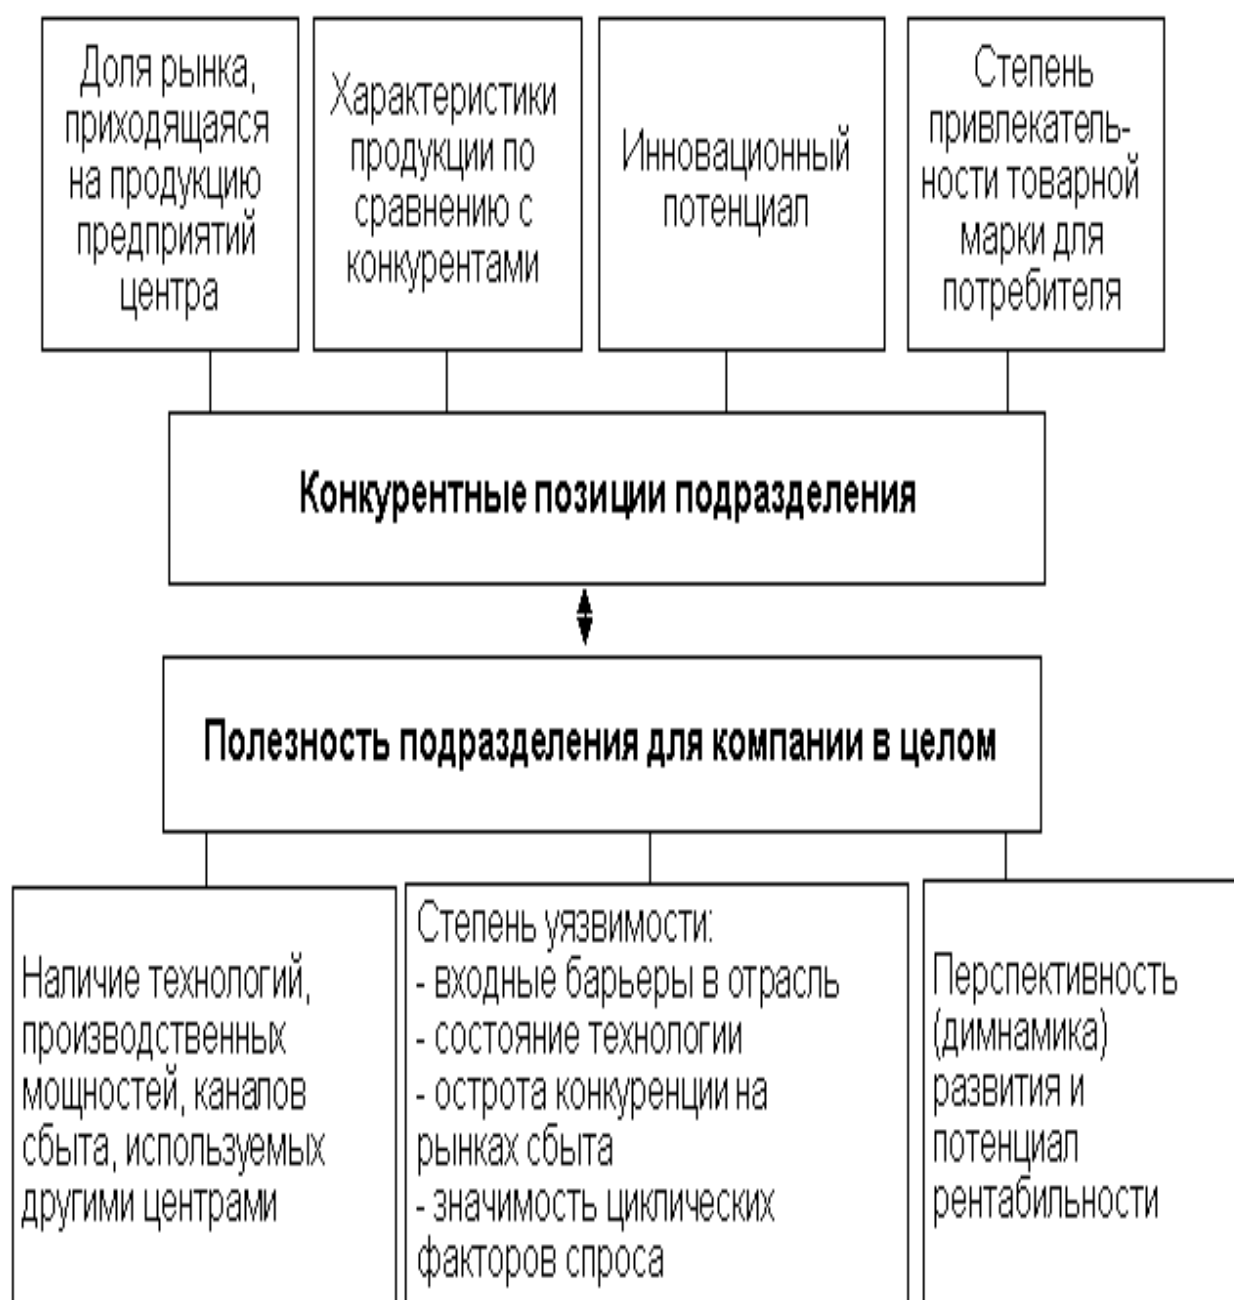 Доля рынка,
приходящаяся
на продукцию
предприятий
центра
Характеристики
продукции по
сравнению с
конкурентами
Инновационный
потенциал
Степень
привлекатель-
ности товарной
марки для
потребителя
Конкурентные позиции подразделения
Полезность подразделения для компании в целом
Наличие технологий,
производственных
мощностей, каналов
сбыта, используемых
другими центрами
Степень уязвимости:
- входные барьеры в отрасль
- состояние технологии
- острота конкуренции на
рынках сбыта
- значимость циклических
факторов спроса
Перспективность
(димнамика)
развития и
потенциал
рентабильности